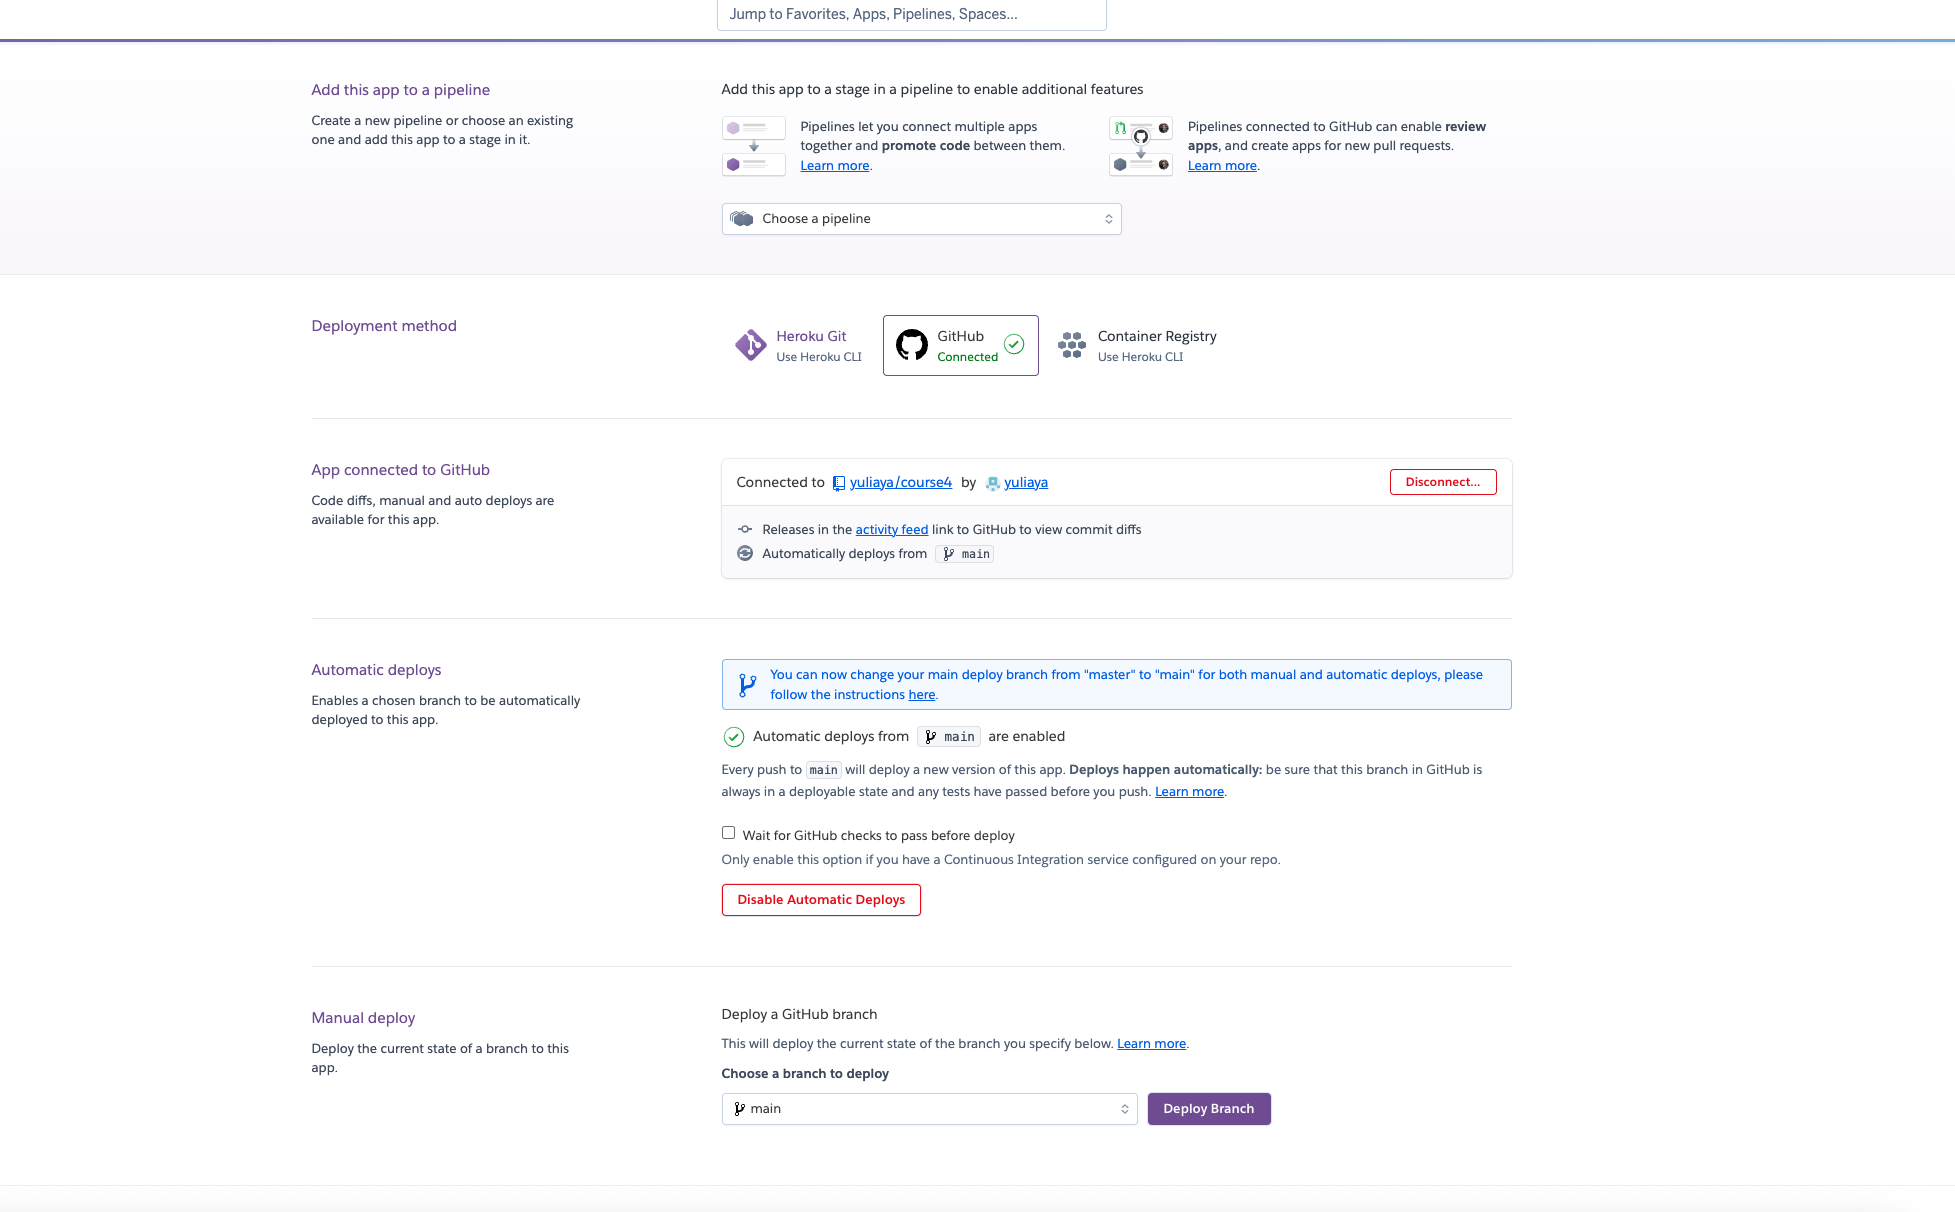 Jump to Favorites, Apps, Pipelines, Spaces...
Add this app to a pipeline
Create a new pipeline or choose an existing
one and add this app to a stage in it.
Add this app to a stage in a pipeline to enable additional features
Pipelines let you connect multiple apps
together and promote code between them.
Learn more.
Pipelines connected to GitHub can enable review
apps, and create apps for new pull requests.
Learn more.
Choose a pipeline
Deployment method
Heroku Git
Use Heroku CLI
GitHub
Connected
Container Registry
Use Heroku CLI
App connected to GitHub
Code diffs, manual and auto deploys are
available for this app.
Connected to yuliaya/course4 by yuliaya
Disconnect...
Releases in the activity feed link to GitHub to view commit diffs
Automatically deploys from main
Automatic deploys
Enables a chosen branch to be automatically
deployed to this app.
You can now change your main deploy branch from "master" to "main" for both manual and automatic deploys, please
follow the instructions here.
Automatic deploys from main are enabled
Every push to main will deploy a new version of this app. Deploys happen automatically: be sure that this branch in GitHub is
always in a deployable state and any tests have passed before you push. Learn more.
Wait for GitHub checks to pass before deploy
Only enable this option if you have a Continuous Integration service configured on your repo.
Disable Automatic Deploys
Manual deploy
Deploy the current state of a branch to this
app.
Deploy a GitHub branch
This will deploy the current state of the branch you specify below. Learn more.
Choose a branch to deploy
main
Deploy Branch